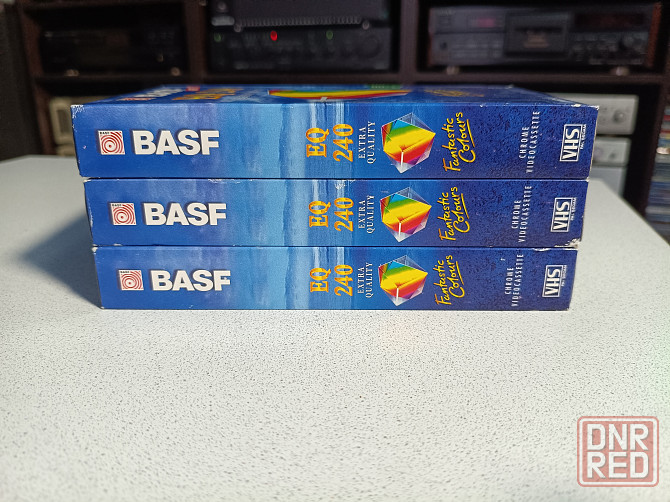 BASF
EQ
240
EXTRA
QUALITY
Fantastic
Colours
CHROME
VIDEOCASSETTE
VHS
BASF
EQ
240
EXTRA
QUALITY
Fantastic
Colours
CHROME
VIDEOCASSETTE
VHS
BASF
EQ
240
EXTRA
QUALITY
Fantastic
Colours
CHROME
VIDEOCASSETTE
VHS
DNR
RED